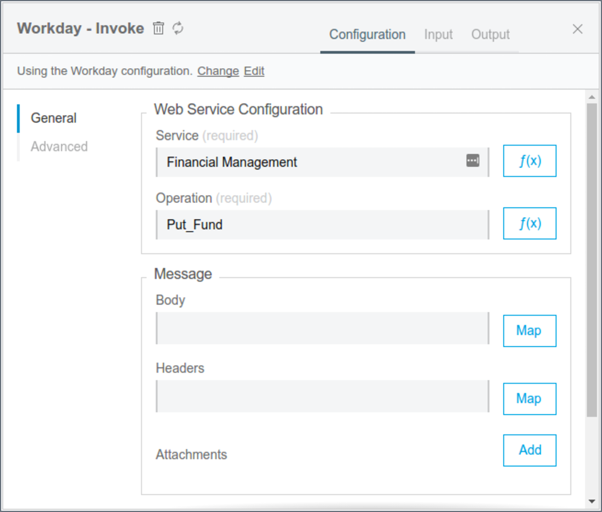 Workday - Invoke
Configuration Input Output
Using the Workday configuration. Change Edit
General
Advanced
Web Service Configuration
Service (required)
Financial Management
ƒ(x)
Operation (required)
Put_Fund
ƒ(x)
Message
Body
Map
Headers
Map
Attachments
Add